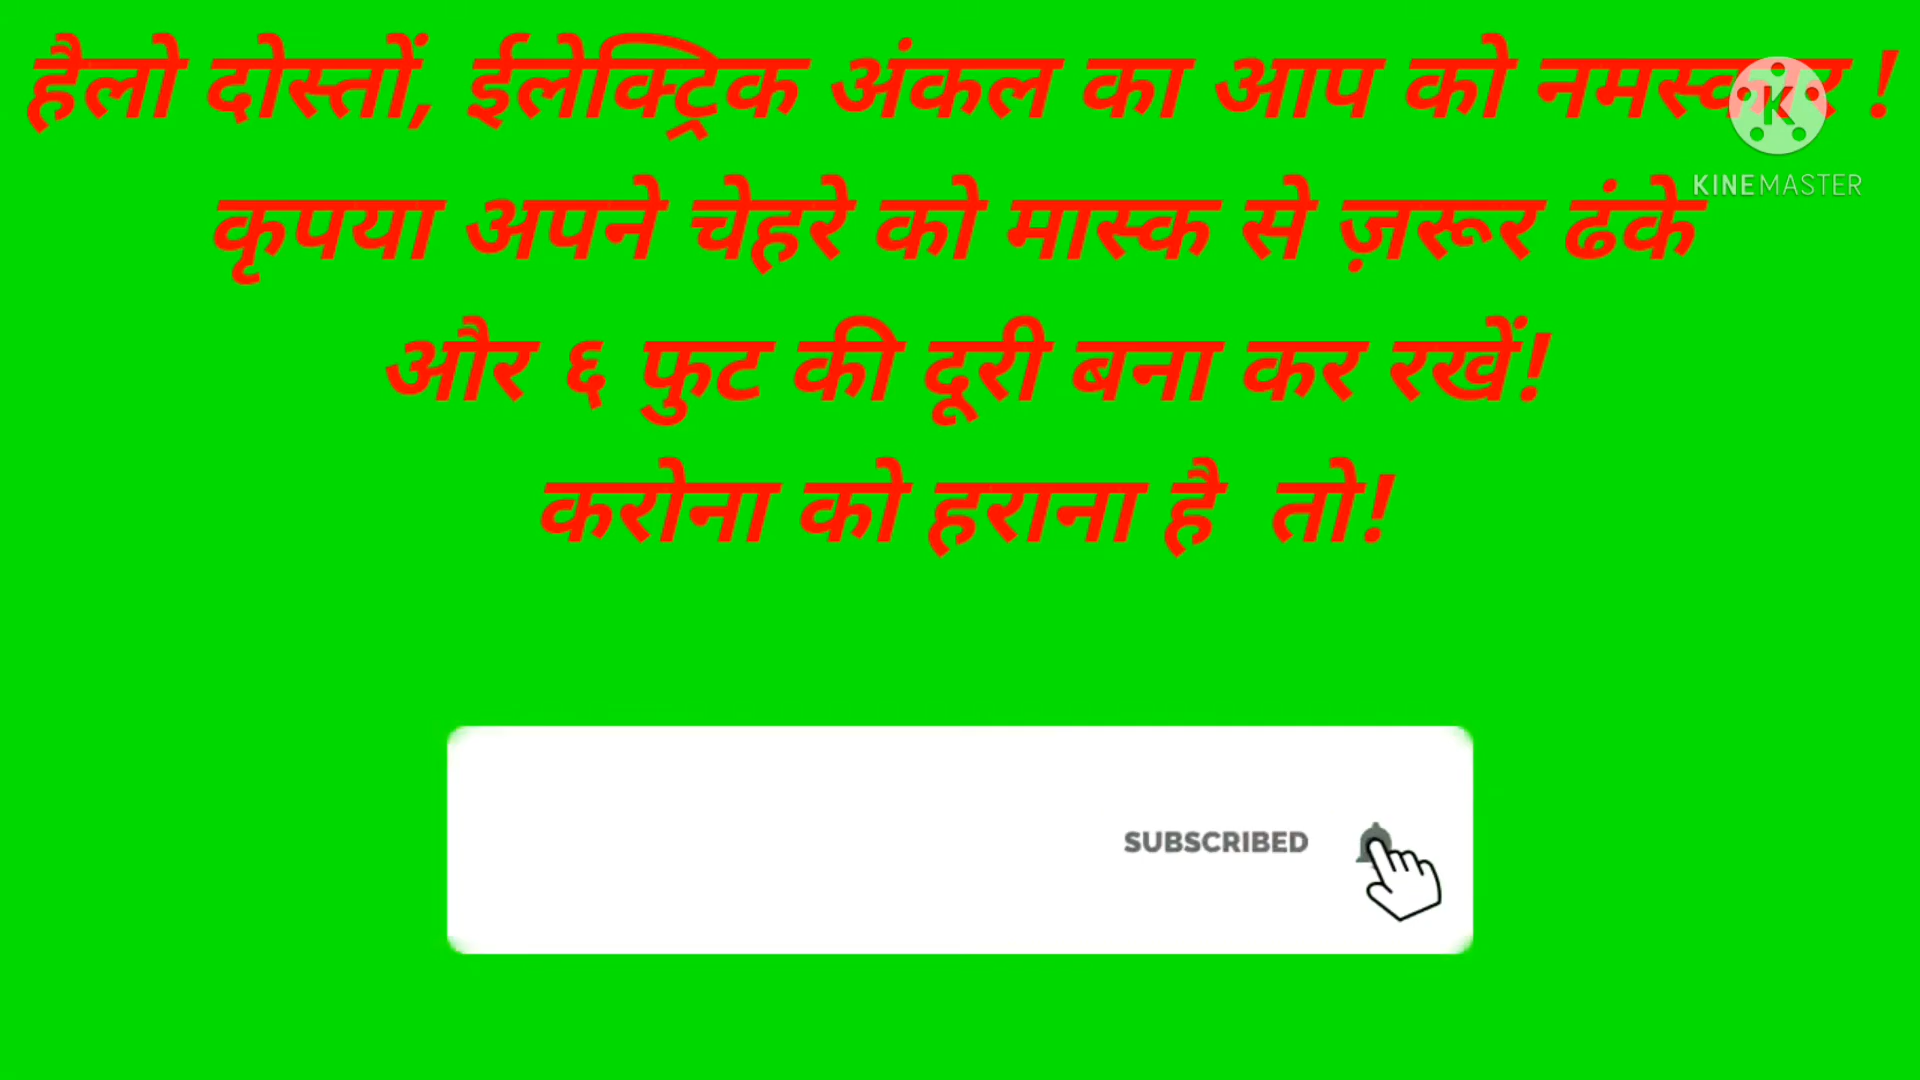 हैलो दोस्तों, ईलेक्ट्रिक अंकल का आप को नमस्कार !
KINEMASTER
कृपया अपने चेहरे को मास्क से ज़रूर ढंके
और ६ फुट की दूरी बना कर रखें!
करोना को हराना है तो!
SUBSCRIBED